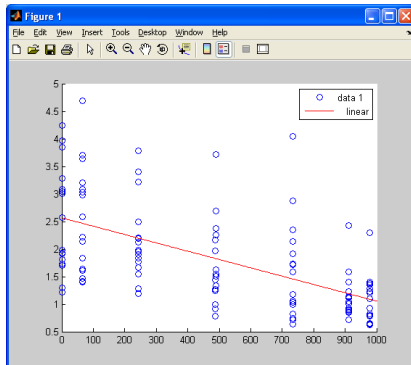 Figure 1
File Edit View Insert Tools Desktop Window Help
5
4.5
4
3.5
3
2.5
2
1.5
1
0.5
0 100 200 300 400 500 600 700 800 900 1000
data 1
linear